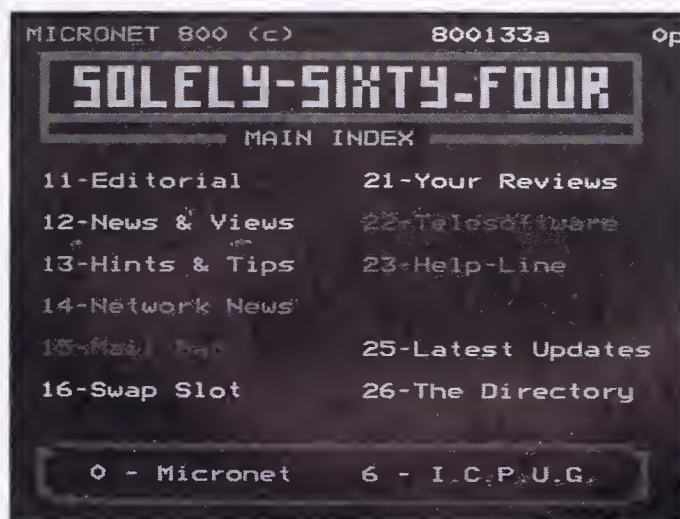 MICRONET 800 (c) 800133a 0p
SOLELY-SIXTY-FOUR
MAIN INDEX
11-Editorial 21-Your Reviews
12-News & Views 22-Telesoftware
13-Hints & Tips 23-Help-Line
14-Network News
16-Swap Slot 25-Latest Updates
26-The Directory
0 - Micronet 6 - I.C.P.U.G.